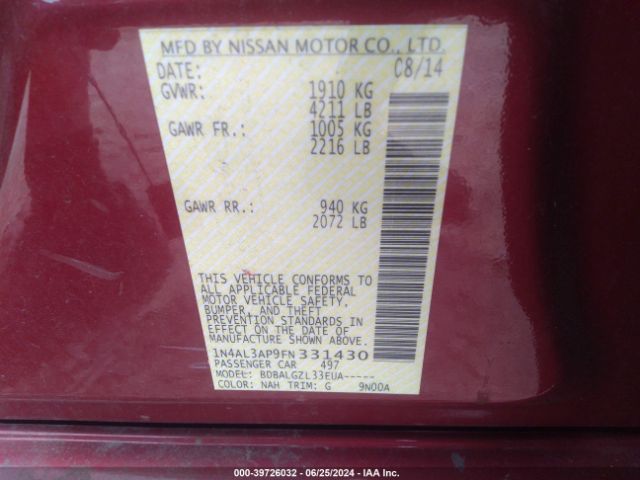 MFD BY NISSAN MOTOR CO., LTD.
DATE: 08/14
GVWR: 1910 KG
4211 LB
GAWR FR.: 1005 KG
2216 LB
GAWR RR.: 940 KG
2072 LB
THIS VEHICLE CONFORMS TO
ALL APPLICABLE FEDERAL
MOTOR VEHICLE SAFETY,
BUMPER, AND THEFT
PREVENTION STANDARDS IN
EFFECT ON THE DATE OF
MANUFACTURE SHOWN ABOVE.
1N4AL3AP9FN331430
PASSENGER CAR 497
MODEL: BDBALGZL33EUA-----
COLOR: NAH TRIM: G 9N00A
000-39726032 - 06/25/2024 - IAA Inc.